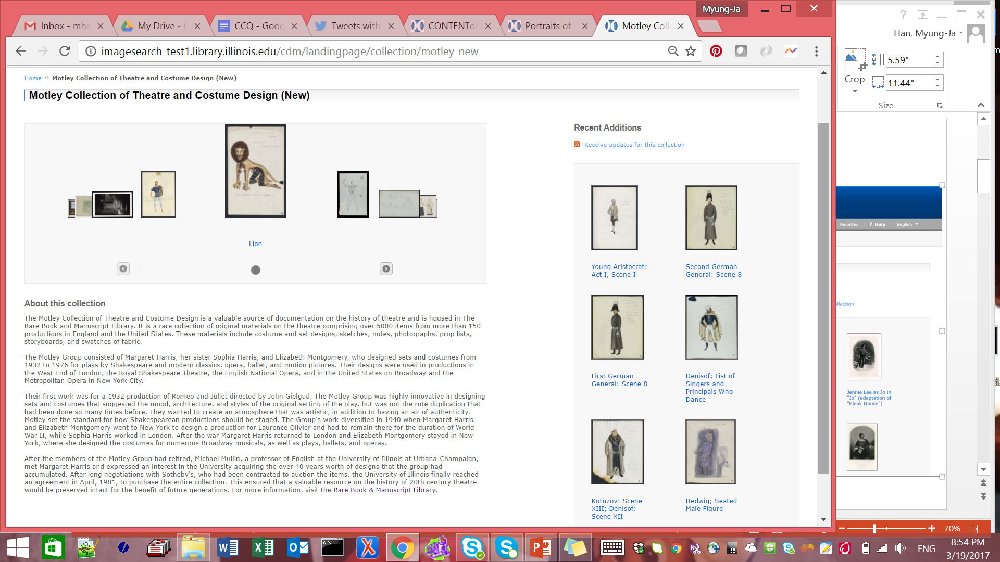 Myung-Ja
Inbox - mha
My Drive - G
CCQ - Goog
Tweets with
CONTENTdm
Portraits of
Motley Coll
imagesearch-test1.library.illinois.edu/cdm/landingpage/collection/motley-new
Home » Motley Collection of Theatre and Costume Design (New)
Motley Collection of Theatre and Costume Design (New)
Lion
About this collection
The Motley Collection of Theatre and Costume Design is a valuable source of documentation on the history of theatre and is housed in The
Rare Book and Manuscript Library. It is a rare collection of original materials on the theatre comprising over 5000 items from more than 150
productions in England and the United States. These materials include costume and set designs, sketches, notes, photographs, prop lists,
storyboards, and swatches of fabric.
The Motley Group consisted of Margaret Harris, her sister Sophia Harris, and Elizabeth Montgomery, who designed sets and costumes from
1932 to 1976 for plays by Shakespeare and modern classics, opera, ballet, and motion pictures. Their designs were used in productions in
the West End of London, the Royal Shakespeare Theatre, the English National Opera, and in the United States on Broadway and the
Metropolitan Opera in New York City.
Their first work was for a 1932 production of Romeo and Juliet directed by John Gielgud. The Motley Group was highly innovative in designing
sets and costumes that suggested the mood, architecture, and styles of the original setting of the play, but was not the rote duplication that
had been done so many times before. They wanted to create an atmosphere that was artistic, in addition to having an air of authenticity.
Motley set the standard for how Shakespearean productions should be staged. The Group's work diversified in 1940 when Margaret Harris
and Elizabeth Montgomery went to New York to design a production for Laurence Olivier and had to remain there for the duration of World
War II, while Sophia Harris worked in London. After the war Margaret Harris returned to London and Elizabeth Montgomery stayed in New
York, where she designed the costumes for numerous Broadway musicals, as well as plays, ballets, and operas.
After the members of the Motley Group had retired, Michael Mullin, a professor of English at the University of Illinois at Urbana-Champaign,
met Margaret Harris and expressed an interest in the University acquiring the over 40 years worth of designs that the group had
accumulated. After long negotiations with Sotheby's, who had been contracted to auction the items, the University of Illinois finally reached
an agreement in April, 1981, to purchase the entire collection. This ensured that a valuable resource on the history of 20th century theatre
would be preserved intact for the benefit of future generations. For more information, visit the Rare Book & Manuscript Library.
Recent Additions
Receive updates for this collection
Young Aristocrat:
Act I, Scene I
Second German
General: Scene 8
First German
General: Scene 8
Denisof; List of
Singers and
Principals Who
Dance
Kutuzov: Scene
XIII; Denisof:
Scene XII
Hedwig; Seated
Male Figure
Han, Myung-Ja
Crop
5.59"
11.44"
Size
Favorites
? Help
English
ollection
Jennie Lee as Jo in
"Jo" (adaptation of
"Bleak House")
70%
ENG
8:54 PM
3/19/2017